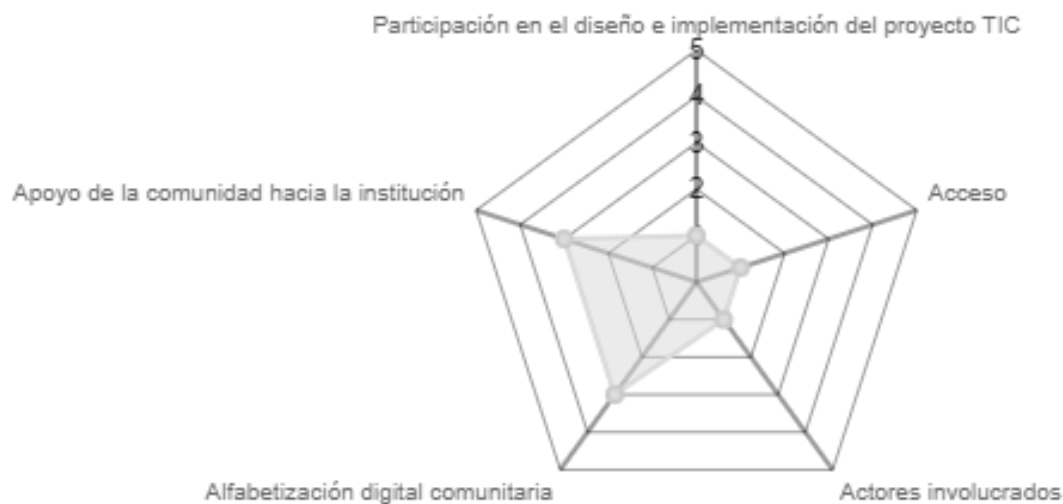 Participación en el diseño e implementación del proyecto TIC
5
4
3
2
Apoyo de la comunidad hacia la institución
Acceso
Alfabetización digital comunitaria
Actores involucrados